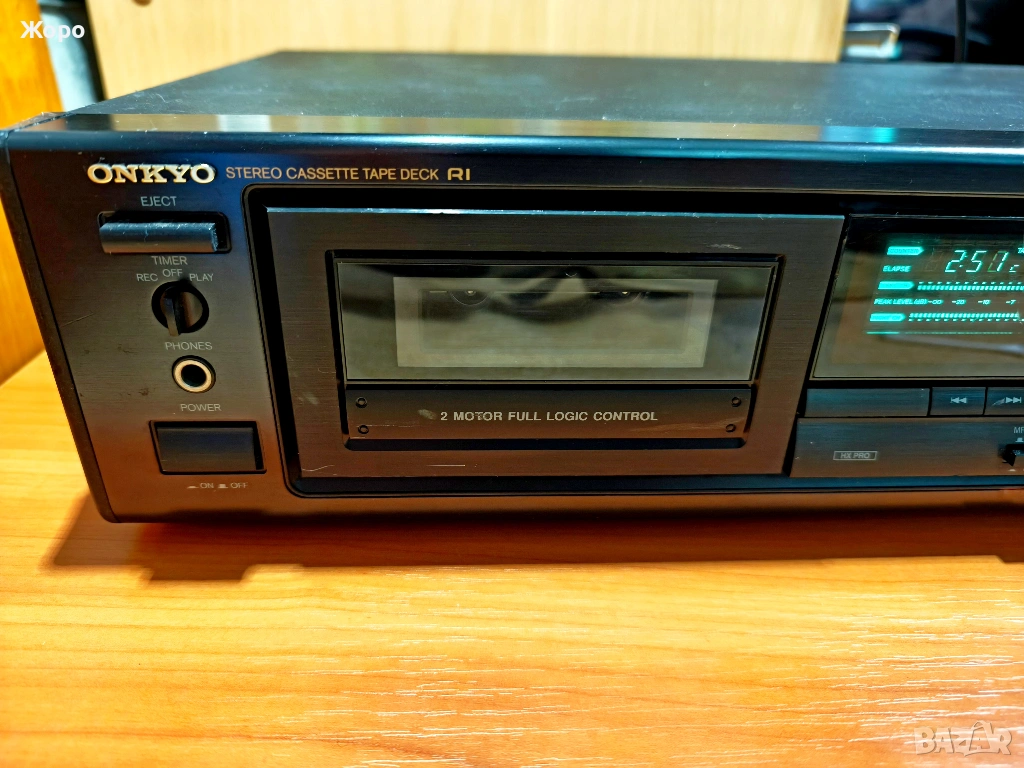 Жоро
ONKYO STEREO CASSETTE TAPE DECK RI
EJECT
TIMER
REC OFF PLAY
PHONES
POWER
ON OFF
2 MOTOR FULL LOGIC CONTROL
ELAPSE 2:51
PEAK LEVEL (dB) -∞ -20 -10 -7
HX PRO
BAZAR